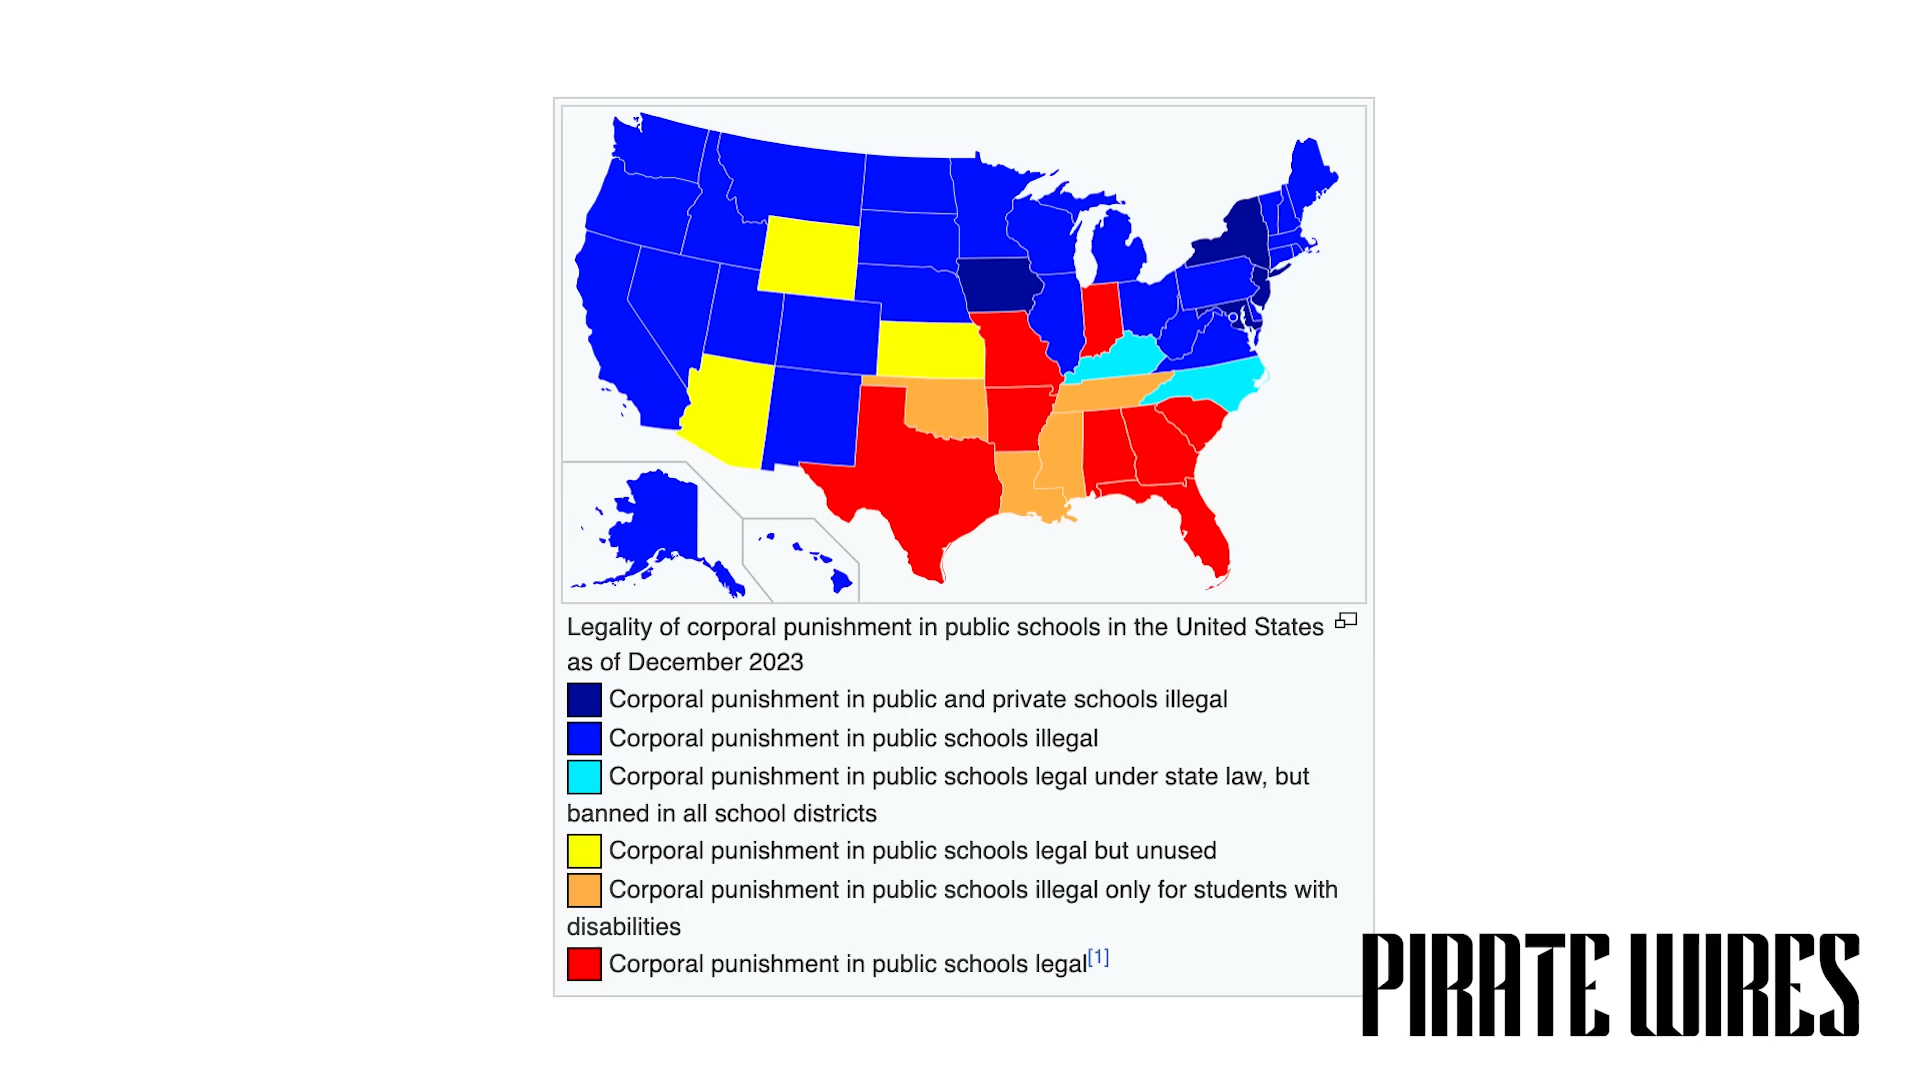 Legality of corporal punishment in public schools in the United States
as of December 2023
Corporal punishment in public and private schools illegal
Corporal punishment in public schools illegal
Corporal punishment in public schools legal under state law, but
banned in all school districts
Corporal punishment in public schools legal but unused
Corporal punishment in public schools illegal only for students with
disabilities
Corporal punishment in public schools legal[1]
PIRATE WIRES